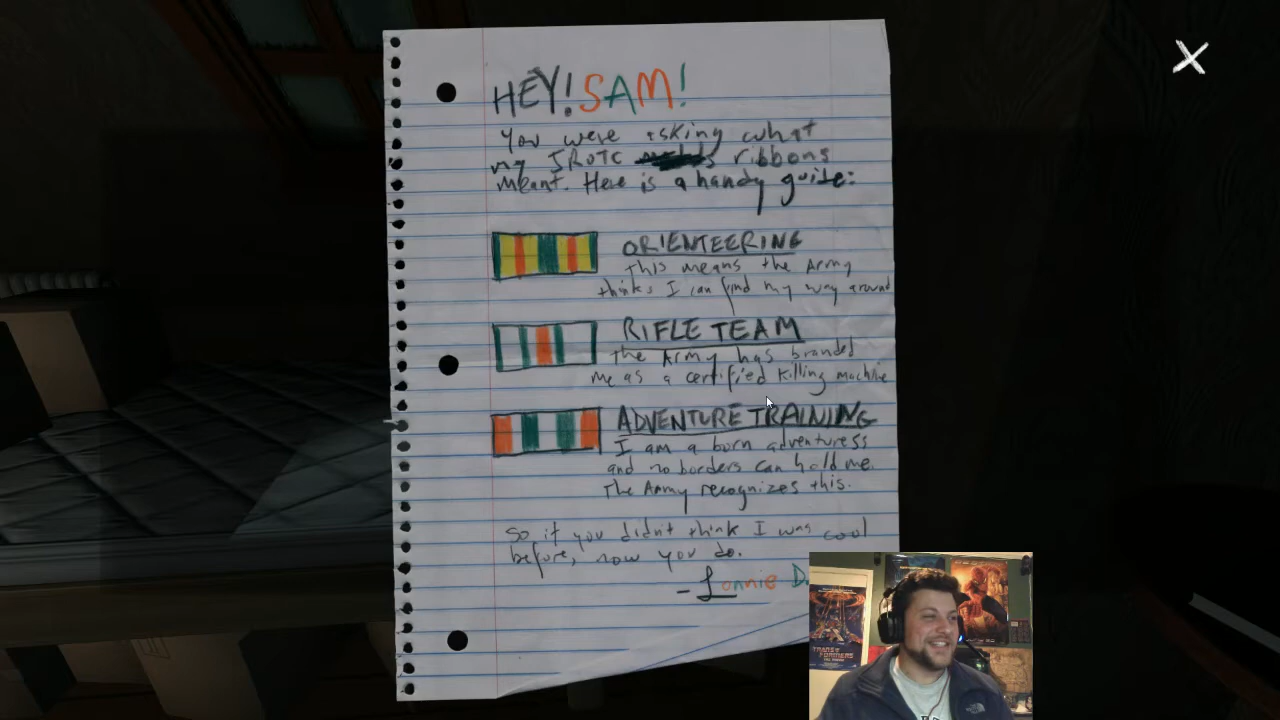 HEY! SAM!
You were asking what
my JROTC ribbons
meant. Here is a handy guide:
ORIENTEERING
This means the Army
thinks I can find my way around
RIFLE TEAM
The Army has branded
me as a certified killing machine
ADVENTURE TRAINING
I am a born adventuress
and no borders can hold me.
The Army recognizes this.
So if you didn't think I was cool
before, now you do.
-Lonnie D
TRANSFORMERS